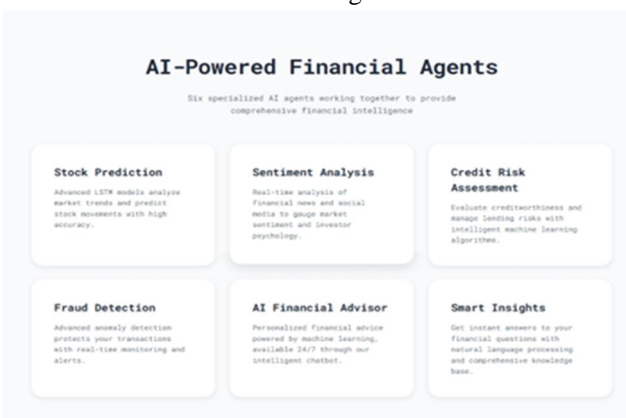 AI-Powered Financial Agents
Six specialized AI agents working together to provide
comprehensive financial intelligence
Stock Prediction
Advanced LSTM models analyze
market trends and predict
stock movements with high
accuracy.
Sentiment Analysis
Real-time analysis of
financial news and social
media to gauge market
sentiment and investor
psychology.
Credit Risk
Assessment
Evaluate creditworthiness and
manage lending risks with
intelligent machine learning
algorithms.
Fraud Detection
Advanced anomaly detection
protects your transactions
with real-time monitoring and
alerts.
AI Financial Advisor
Personalized financial advice
powered by machine learning,
available 24/7 through our
intelligent chatbot.
Smart Insights
Get instant answers to your
financial questions with
natural language processing
and comprehensive knowledge
base.